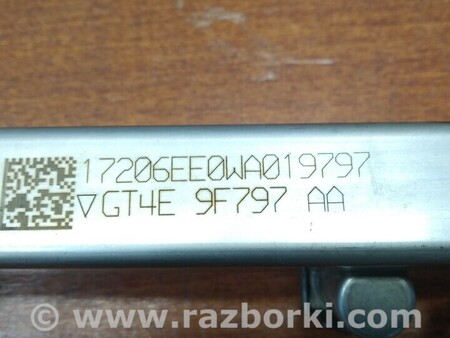 17206EE0WA019797
▽GT4E 9F797 AA
www.razborki.com